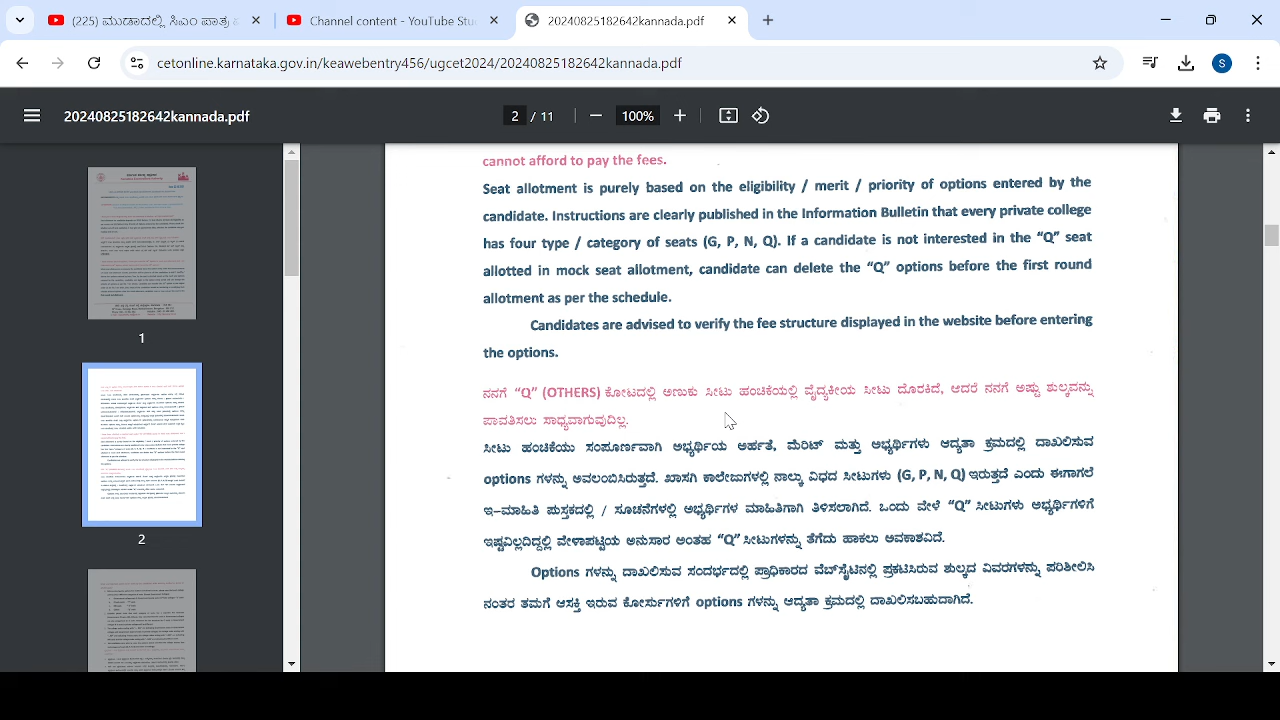 (225) ಮುಡಾದಲ್ಲಿ ಸಿಎಂ ಪಾತ್ರ
Channel content - YouTube Stu
20240825182642kannada.pdf
cetonline.karnataka.gov.in/keawebentry456/ugcet2024/20240825182642kannada.pdf
S
20240825182642kannada.pdf
2 / 11
100%
1
2
cannot afford to pay the fees.
Seat allotment is purely based on the eligibility / merit / priority of options entered by the
candidate. Instructions are clearly published in the Information Bulletin that every private college
has four type / category of seats (G, P, N, Q). If a candidate is not interested in the “Q” seat
allotted in mock seat allotment, candidate can delete the “Q” options before the first round
allotment as per the schedule.
Candidates are advised to verify the fee structure displayed in the website before entering
the options.
ನನಗೆ “Q” (OTHERS) ಕೋಟದಲ್ಲಿ ಅಣುಕು ಸೀಟು ಹಂಚಿಕೆಯಲ್ಲಿ ವೈದ್ಯಕೀಯ ಸೀಟು ದೊರಕಿದೆ, ಆದರೆ ನನಗೆ ಅಷ್ಟು ಶುಲ್ಕವನ್ನು
ಪಾವತಿಸಲು ಸಾಧ್ಯವಾಗುವುದಿಲ್ಲ.
ಸೀಟು ಹಂಚಿಕೆಯು ಸಂಪೂರ್ಣವಾಗಿ ಅಭ್ಯರ್ಥಿಯ ಅರ್ಹತೆ, ಮೆರಿಟ್ ಮತ್ತು ಅಭ್ಯರ್ಥಿಗಳು ಆದ್ಯತಾ ಕ್ರಮದಲ್ಲಿ ದಾಖಲಿಸುವ
options ಗಳನ್ನು ಅವಲಂಬಿಸಿರುತ್ತದೆ. ಖಾಸಗಿ ಕಾಲೇಜುಗಳಲ್ಲಿ ನಾಲ್ಕು ವಿಧದ ಸೀಟುಗಳು (G, P, N, Q) ಇರುತ್ತದೆ ಎಂದು ಈಗಾಗಲೆ
ಇ–ಮಾಹಿತಿ ಪುಸ್ತಕದಲ್ಲಿ / ಸೂಚನೆಗಳಲ್ಲಿ ಅಭ್ಯರ್ಥಿಗಳ ಮಾಹಿತಿಗಾಗಿ ತಿಳಿಸಲಾಗಿದೆ. ಒಂದು ವೇಳೆ “Q” ಸೀಟುಗಳು ಅಭ್ಯರ್ಥಿಗಳಿಗೆ
ಇಷ್ಟವಿಲ್ಲದಿದ್ದಲ್ಲಿ ವೇಳಾಪಟ್ಟಿಯ ಅನುಸಾರ ಅಂತಹ “Q” ಸೀಟುಗಳನ್ನು ತೆಗೆದು ಹಾಕಲು ಅವಕಾಶವಿದೆ.
Options ಗಳನ್ನು ದಾಖಲಿಸುವ ಸಂದರ್ಭದಲ್ಲಿ ಪ್ರಾಧಿಕಾರದ ವೆಬ್‌ಸೈಟಿನಲ್ಲಿ ಪ್ರಕಟಿಸಿರುವ ಶುಲ್ಕದ ವಿವರಗಳನ್ನು ಪರಿಶೀಲಿಸಿ
ನಂತರ ತಮಗೆ ಆಸಕ್ತಿ ಇರುವ ಕೋರ್ಸುಗಳಿಗೆ options ಗಳನ್ನು ಆದ್ಯತಾ ಕ್ರಮದಲ್ಲಿ ದಾಖಲಿಸಬಹುದಾಗಿದೆ.